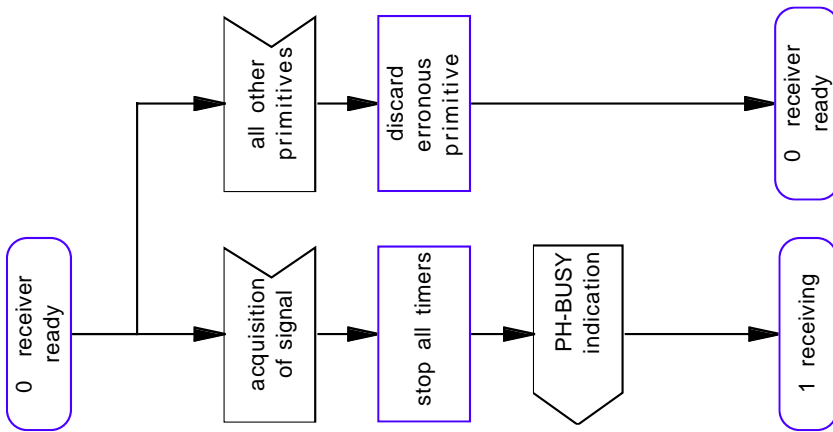 0 receiver
ready
acquisition
of signal
stop all timers
PH-BUSY
indication
1 receiving
all other
primitives
discard
erronous
primitive
0 receiver
ready